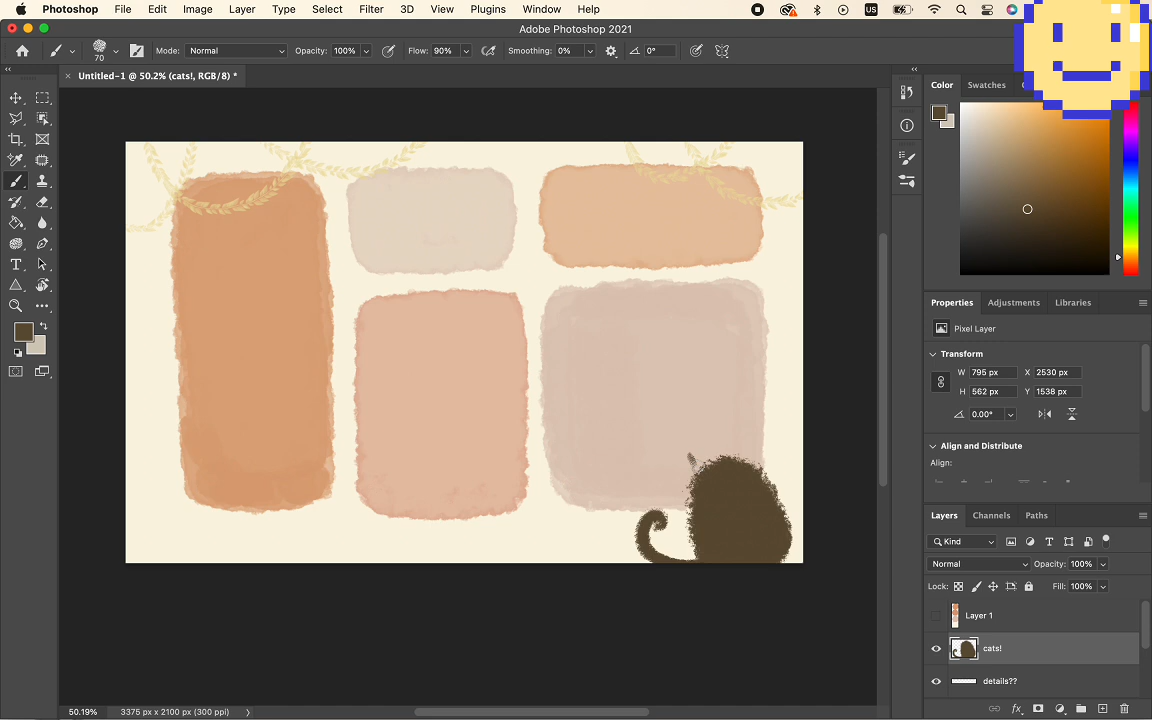 Photoshop File Edit Image Layer Type Select Filter 3D View Plugins Window Help US
Adobe Photoshop 2021
70 Mode: Normal Opacity: 100% Flow: 90% Smoothing: 0% 0°
Untitled-1 @ 50.2% (cats!, RGB/8) *
Color Swatches
Properties Adjustments Libraries
Pixel Layer
Transform
W 795 px X 2530 px
H 562 px Y 1538 px
0.00°
Align and Distribute
Align:
Layers Channels Paths
Kind
Normal Opacity: 100%
Lock: Fill: 100%
Layer 1
cats!
details??
fx
50.19% 3375 px x 2100 px (300 ppi)